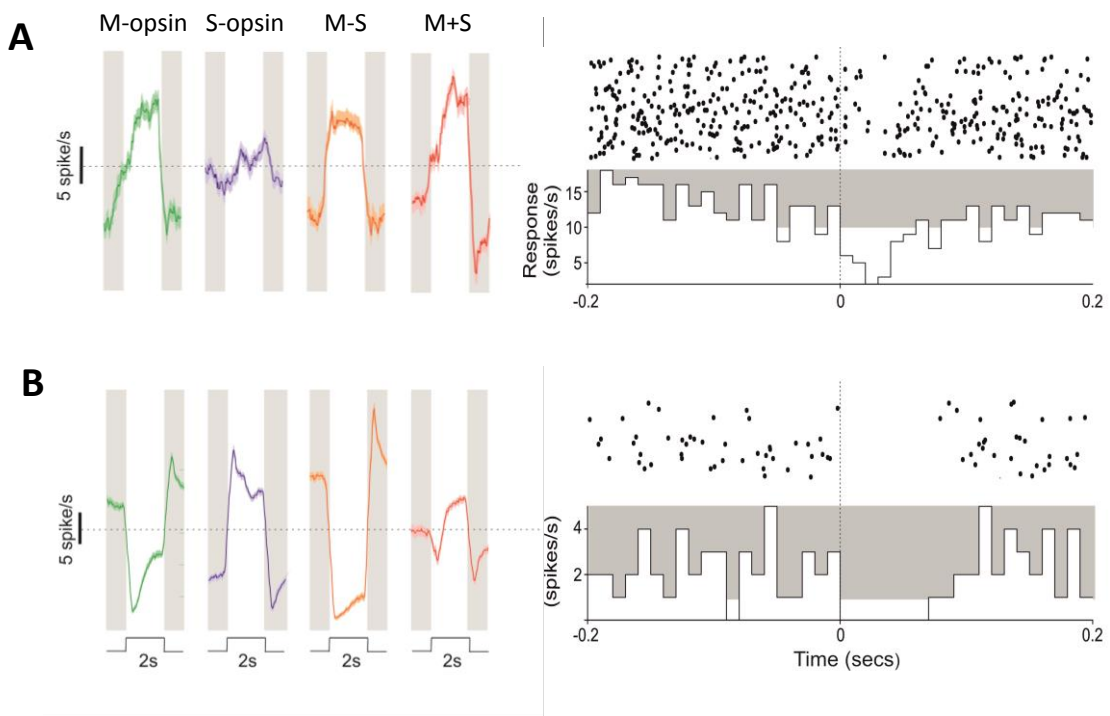 M-opsin S-opsin M-S M+S
A
5 spike/s
Response
(spikes/s)
15
10
5
-0.2 0 0.2
B
5 spike/s
(spikes/s)
4
2
-0.2 0 0.2
Time (secs)
2s 2s 2s 2s